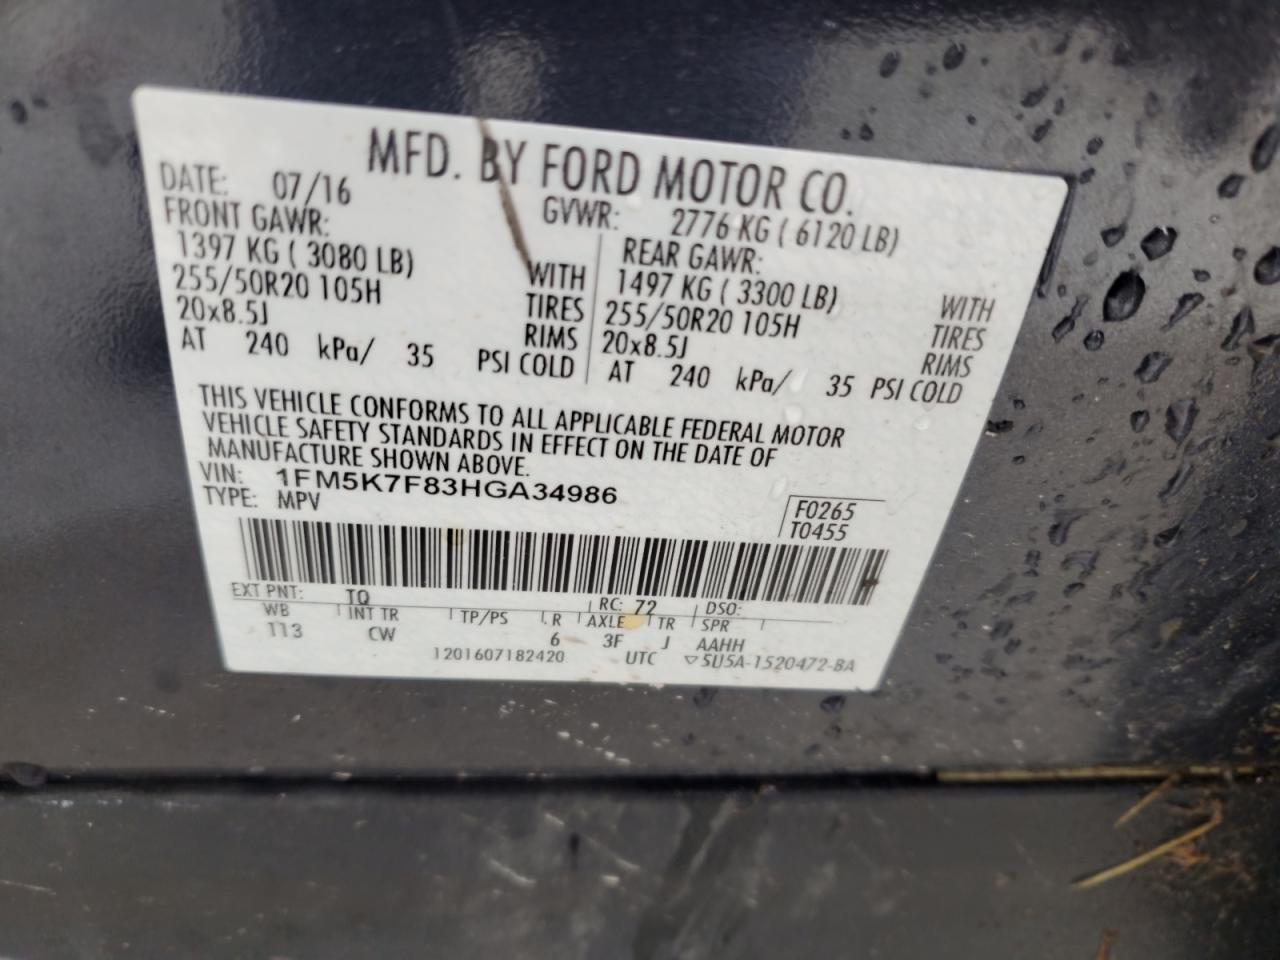 MFD. BY FORD MOTOR CO.
DATE: 07/16 GVWR: 2776 KG ( 6120 LB)
FRONT GAWR: REAR GAWR:
1397 KG ( 3080 LB) WITH 1497 KG ( 3300 LB) WITH
255/50R20 105H TIRES 255/50R20 105H TIRES
20x8.5J RIMS 20x8.5J RIMS
AT 240 kPa/ 35 PSI COLD AT 240 kPa/ 35 PSI COLD
THIS VEHICLE CONFORMS TO ALL APPLICABLE FEDERAL MOTOR
VEHICLE SAFETY STANDARDS IN EFFECT ON THE DATE OF
MANUFACTURE SHOWN ABOVE.
VIN: 1FM5K7F83HGA34986
TYPE: MPV
F0265
T0455
EXT PNT: TQ RC: 72 DSO:
WB INT TR TP/PS R AXLE TR SPR
113 CW 6 3F J AAHH
1201607182420 UTC ▽5U5A-1520472-BA